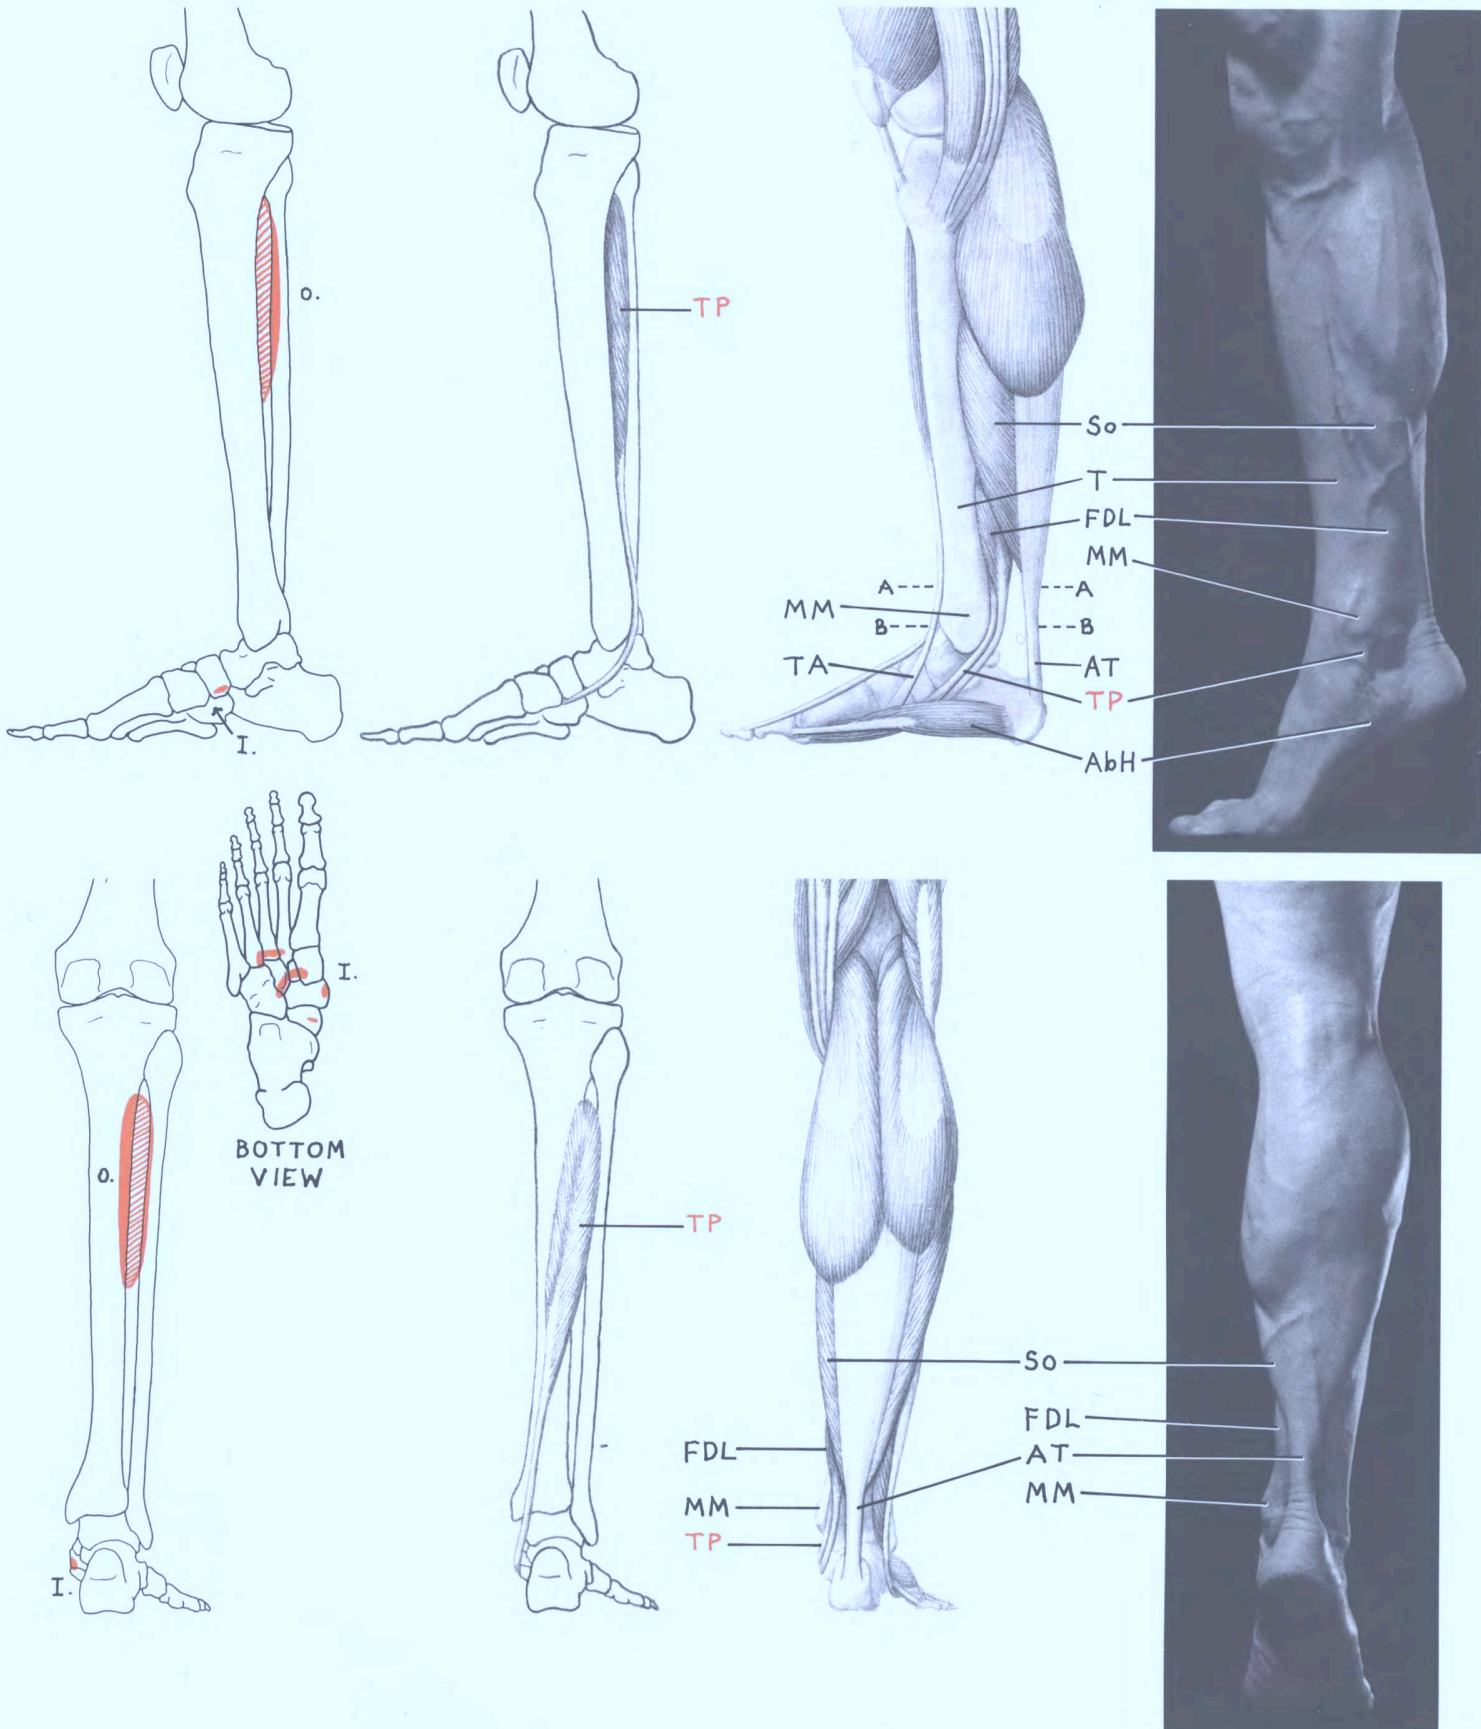 O.
TP
So
T
FDL
MM
A A
MM
B B
TA
AT
TP
AbH
I.
I.
BOTTOM
VIEW
O.
TP
So
FDL
FDL
AT
MM
MM
TP
I.